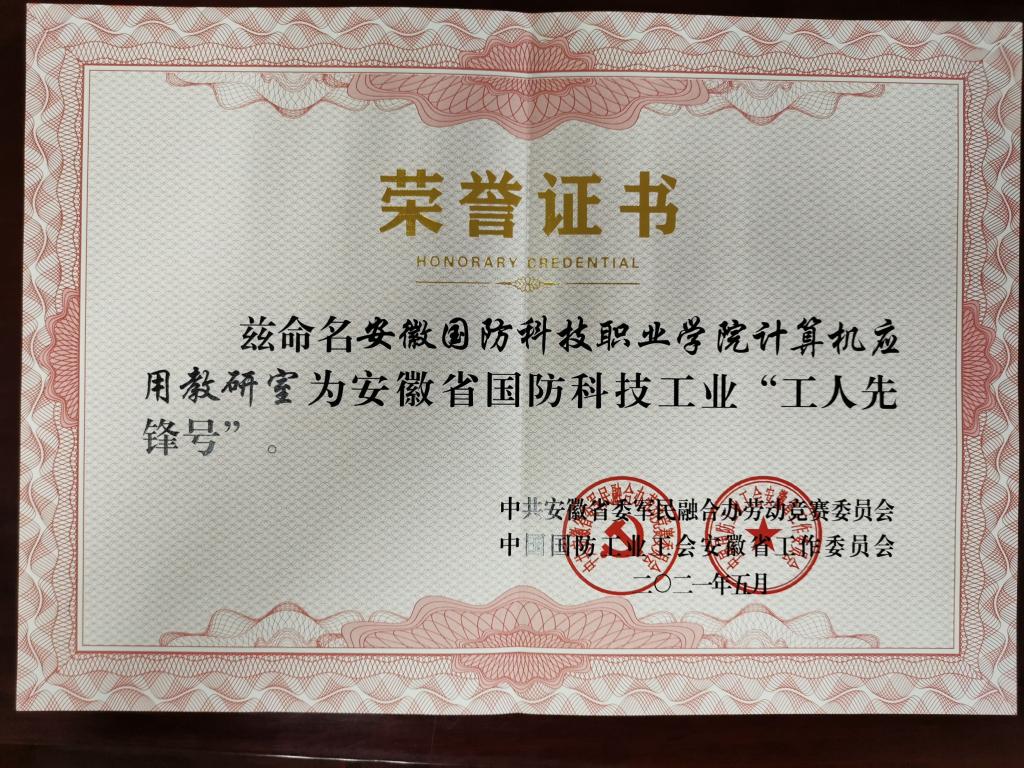 荣誉证书
HONORARY CREDENTIAL
兹命名安徽国防科技职业学院计算机应
用教研室为安徽省国防科技工业“工人先
锋号”。
中共安徽省委军民融合办劳动竞赛委员会
中国国防工业工会安徽省工作委员会
二〇二一年五月